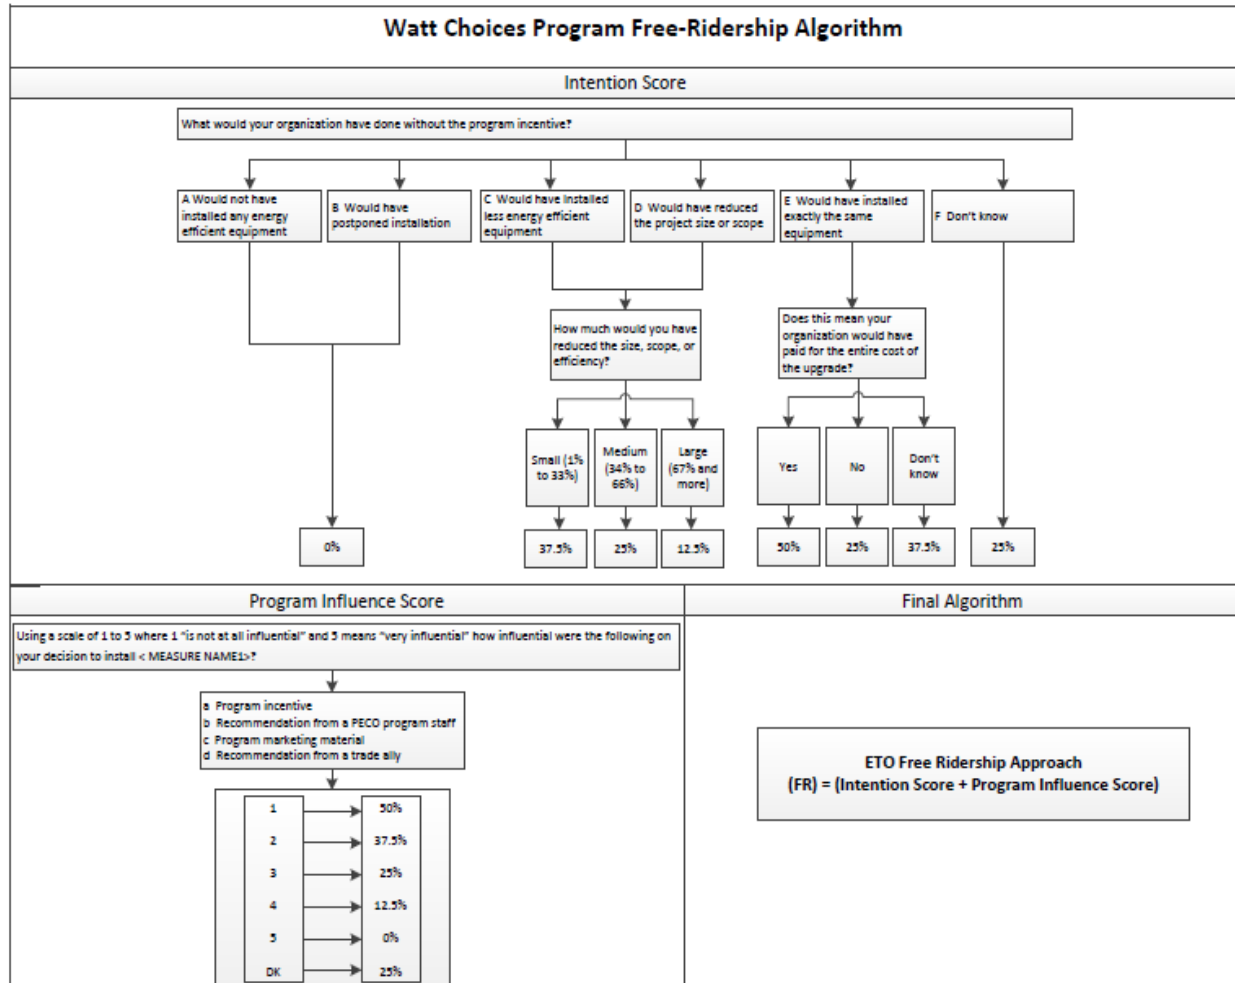 Watt Choices Program Free-Ridership Algorithm
Intention Score
What would your organization have done without the program incentive?
A Would not have
installed any energy
efficient equipment
B Would have
postponed installation
C Would have installed
less energy efficient
equipment
D Would have reduced
the project size or scope
E Would have installed
exactly the same
equipment
F Don't know
How much would you have
reduced the size, scope, or
efficiency?
Does this mean your
organization would have
paid for the entire cost of
the upgrade?
Small (1%
to 33%)
Medium
(34% to
66%)
Large
(67% and
more)
Yes
No
Don't
know
0%
37.5%
25%
12.5%
50%
25%
37.5%
25%
Program Influence Score
Using a scale of 1 to 5 where 1 "is not at all influential" and 5 means "very influential" how influential were the following on
your decision to install < MEASURE NAME1>?
a Program incentive
b Recommendation from a PECO program staff
c Program marketing material
d Recommendation from a trade ally
1 50%
2 37.5%
3 25%
4 12.5%
5 0%
DK 25%
Final Algorithm
ETO Free Ridership Approach
(FR) = (Intention Score + Program Influence Score)